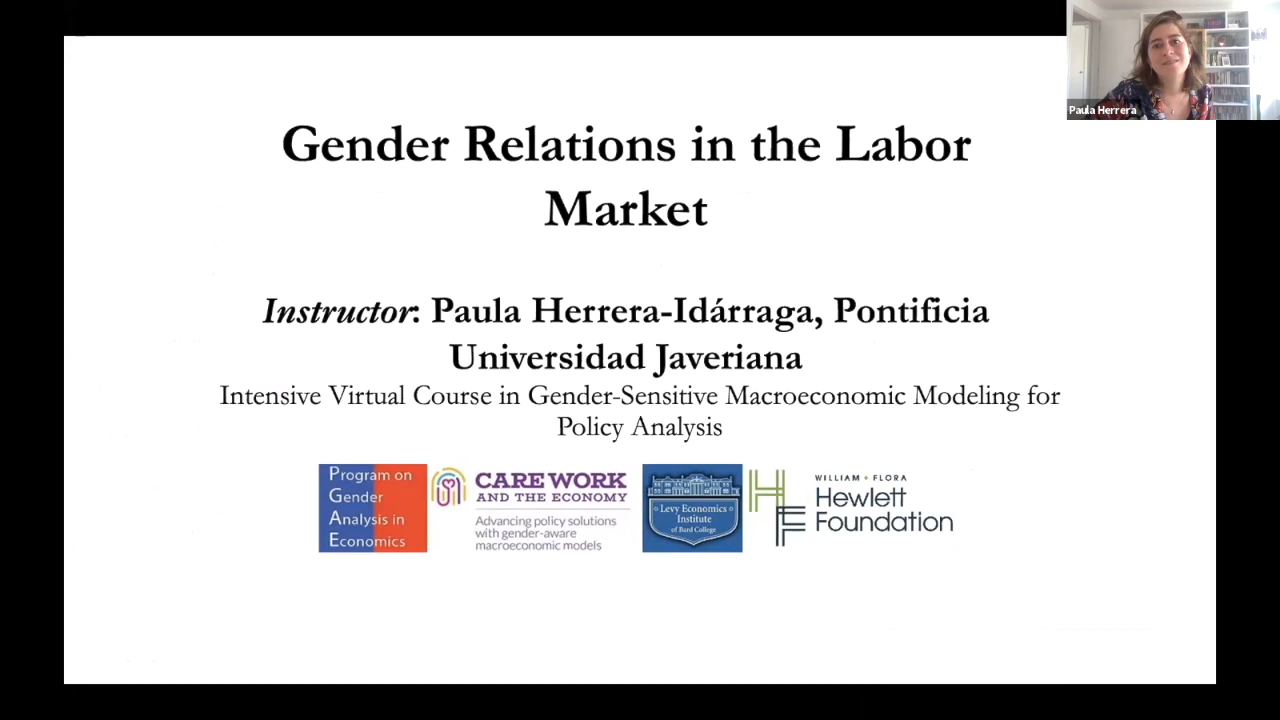 Paula Herrera
Gender Relations in the Labor
Market
Instructor: Paula Herrera-Idárraga, Pontificia
Universidad Javeriana
Intensive Virtual Course in Gender-Sensitive Macroeconomic Modeling for
Policy Analysis
Program on
Gender
Analysis in
Economics
CARE WORK
AND THE ECONOMY
Advancing policy solutions
with gender-aware
macroeconomic models
Levy Economics
Institute
of Bard College
WILLIAM + FLORA
Hewlett
Foundation